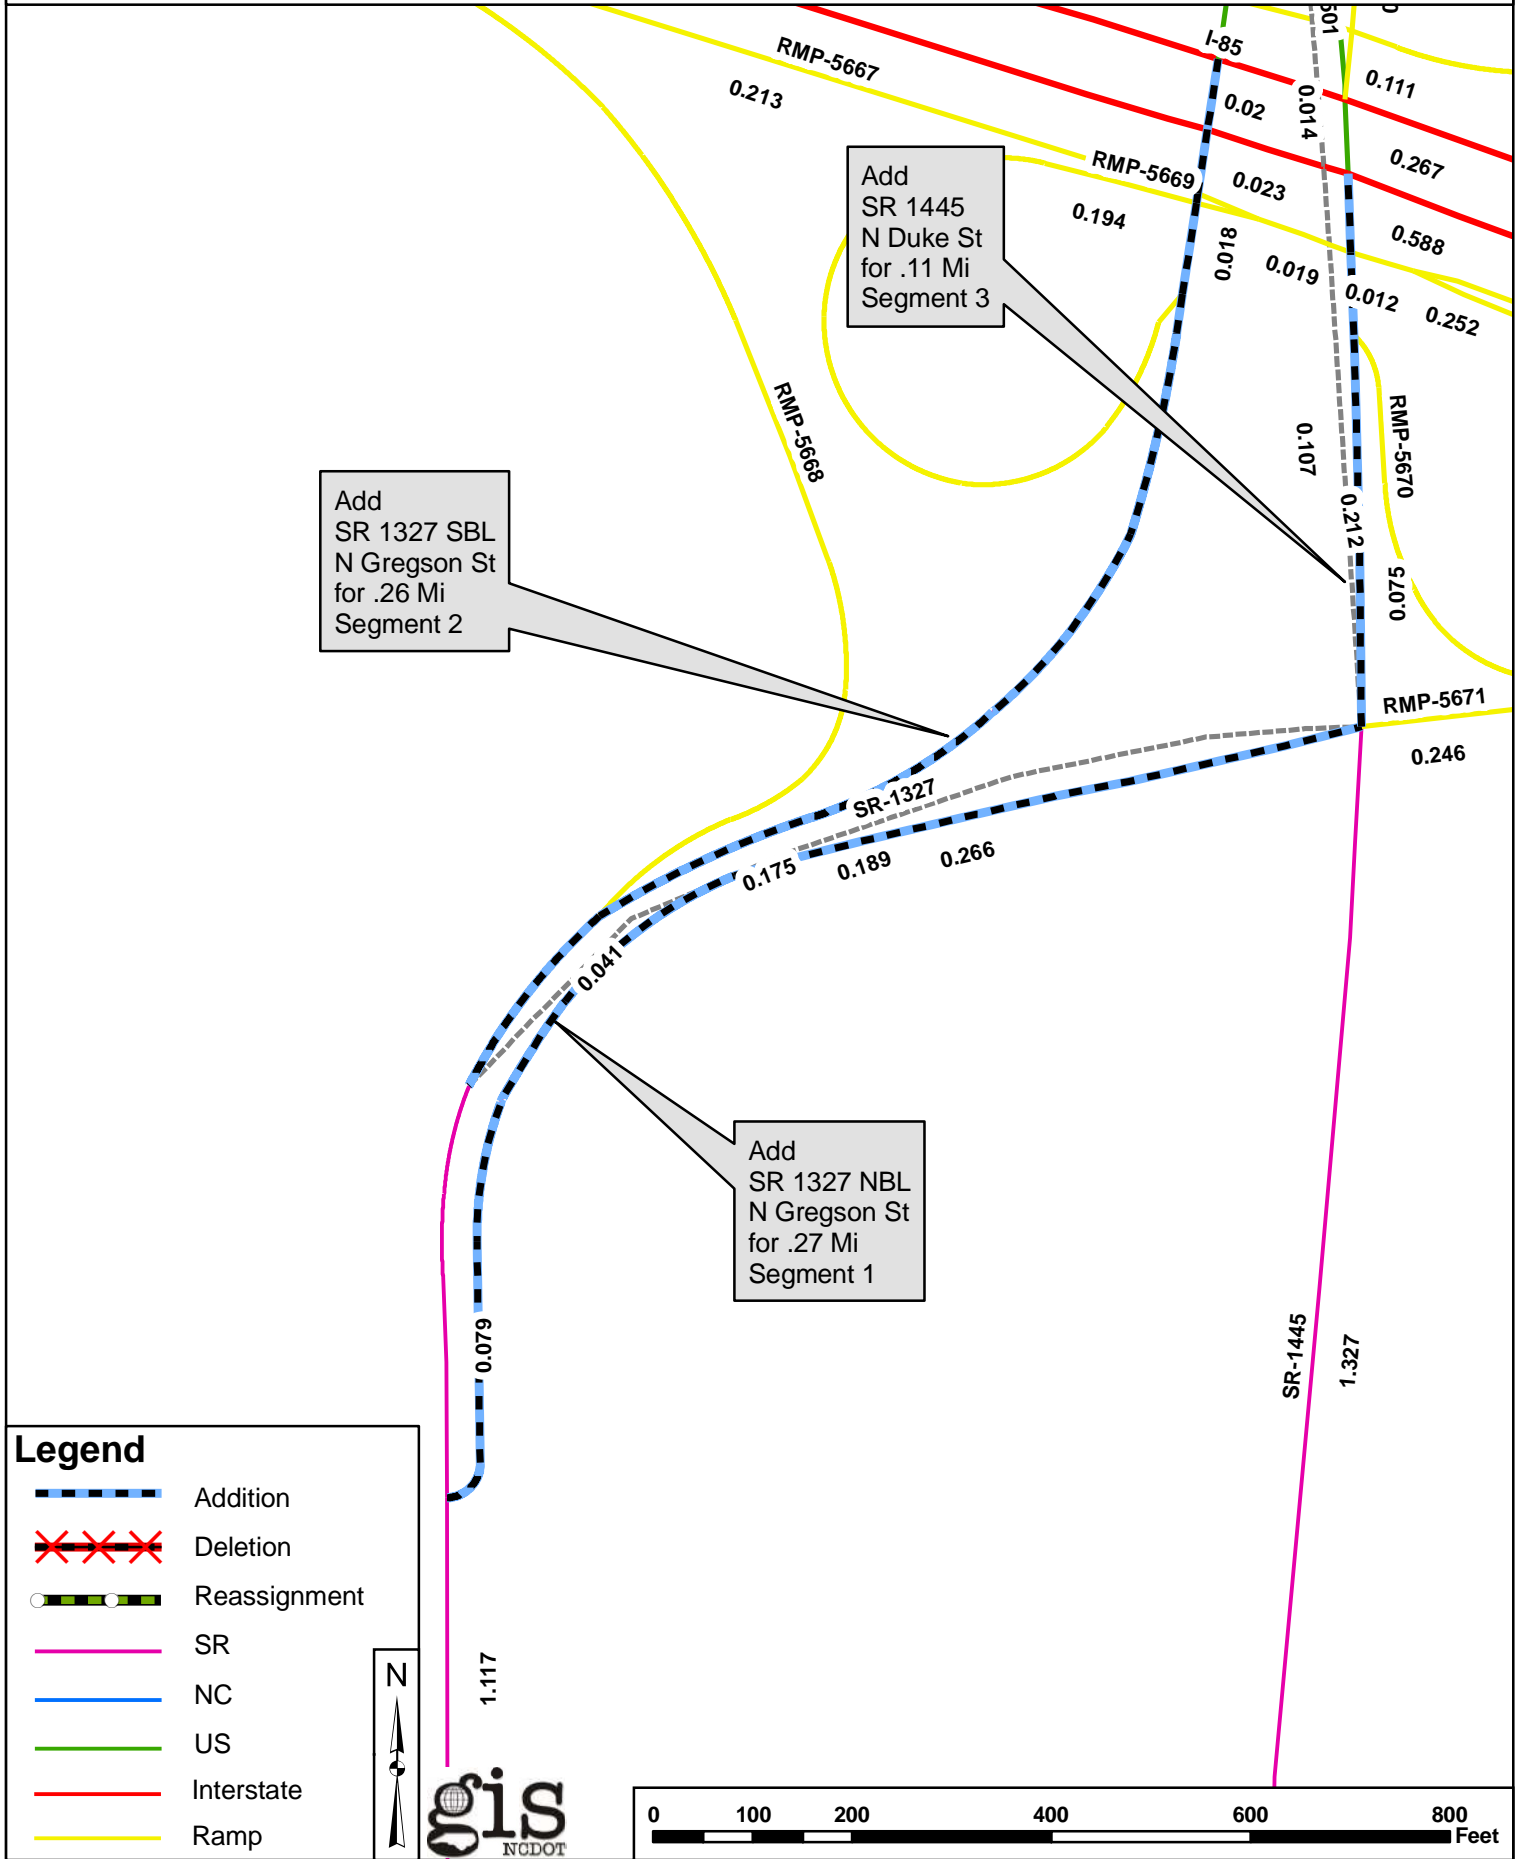 501
0
I-85
RMP-5667
0.213
0.111
0.02
0.014
0.267
RMP-5669
0.023
0.194
0.588
0.018
0.019
0.012
0.252
Add
SR 1445
N Duke St
for .11 Mi
Segment 3
RMP-5668
0.107
RMP-5670
0.212
0.075
Add
SR 1327 SBL
N Gregson St
for .26 Mi
Segment 2
RMP-5671
0.246
SR-1327
0.175
0.189
0.266
0.041
Add
SR 1327 NBL
N Gregson St
for .27 Mi
Segment 1
0.079
SR-1445
1.327
1.117
Legend
Addition
Deletion
Reassignment
SR
NC
US
Interstate
Ramp
N
gis
NCDOT
0 100 200 400 600 800
Feet